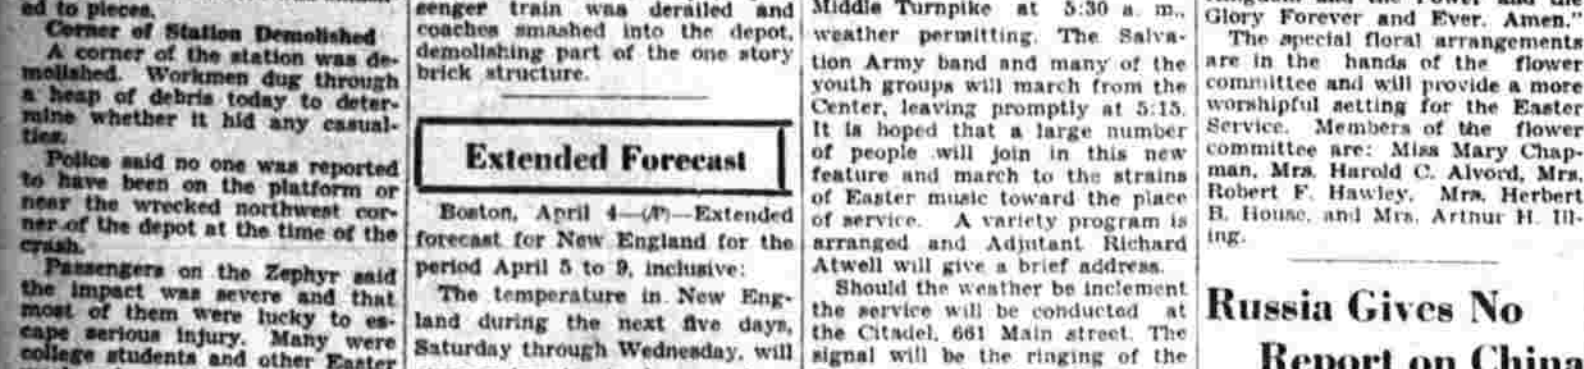 ed to pieces.
Corner of Station Demolished
A corner of the station was de-
molished. Workmen dug through
a heap of debris today to deter-
mine whether it hid any casual-
ties.
Police said no one was reported
to have been on the platform or
near the wrecked northwest cor-
ner of the depot at the time of the
crash.
Passengers on the Zephyr said
the impact was severe and that
most of them were lucky to es-
cape serious injury. Many were
college students and other Easter
senger train was derailed and
coaches smashed into the depot,
demolishing part of the one story
brick structure.
Extended Forecast
Boston, April 4—(AP)—Extended
forecast for New England for the
period April 5 to 9, inclusive:
The temperature in New Eng-
land during the next five days,
Saturday through Wednesday, will
Middle Turnpike at 5:30 a. m.,
weather permitting. The Salva-
tion Army band and many of the
youth groups will march from the
Center, leaving promptly at 5:15.
It is hoped that a large number
of people will join in this new
feature and march to the strains
of Easter music toward the place
of service. A variety program is
arranged and Adjutant Richard
Atwell will give a brief address.
Should the weather be inclement
the service will be conducted at
the Citadel, 661 Main street. The
signal will be the ringing of the
Glory Forever and Ever. Amen."
The special floral arrangements
are in the hands of the flower
committee and will provide a more
worshipful setting for the Easter
Service. Members of the flower
committee are: Miss Mary Chap-
man, Mrs. Harold C. Alvord, Mrs.
Robert F. Hawley, Mrs. Herbert
B. House, and Mrs. Arthur H. Ill-
ing.
Russia Gives No
Report on China